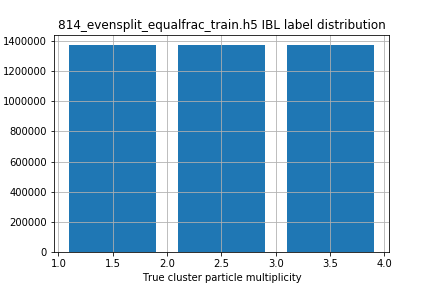 814_evensplit_equalfrac_train.h5 IBL label distribution
1400000
1200000
1000000
800000
600000
400000
200000
0
1.0 1.5 2.0 2.5 3.0 3.5 4.0
True cluster particle multiplicity